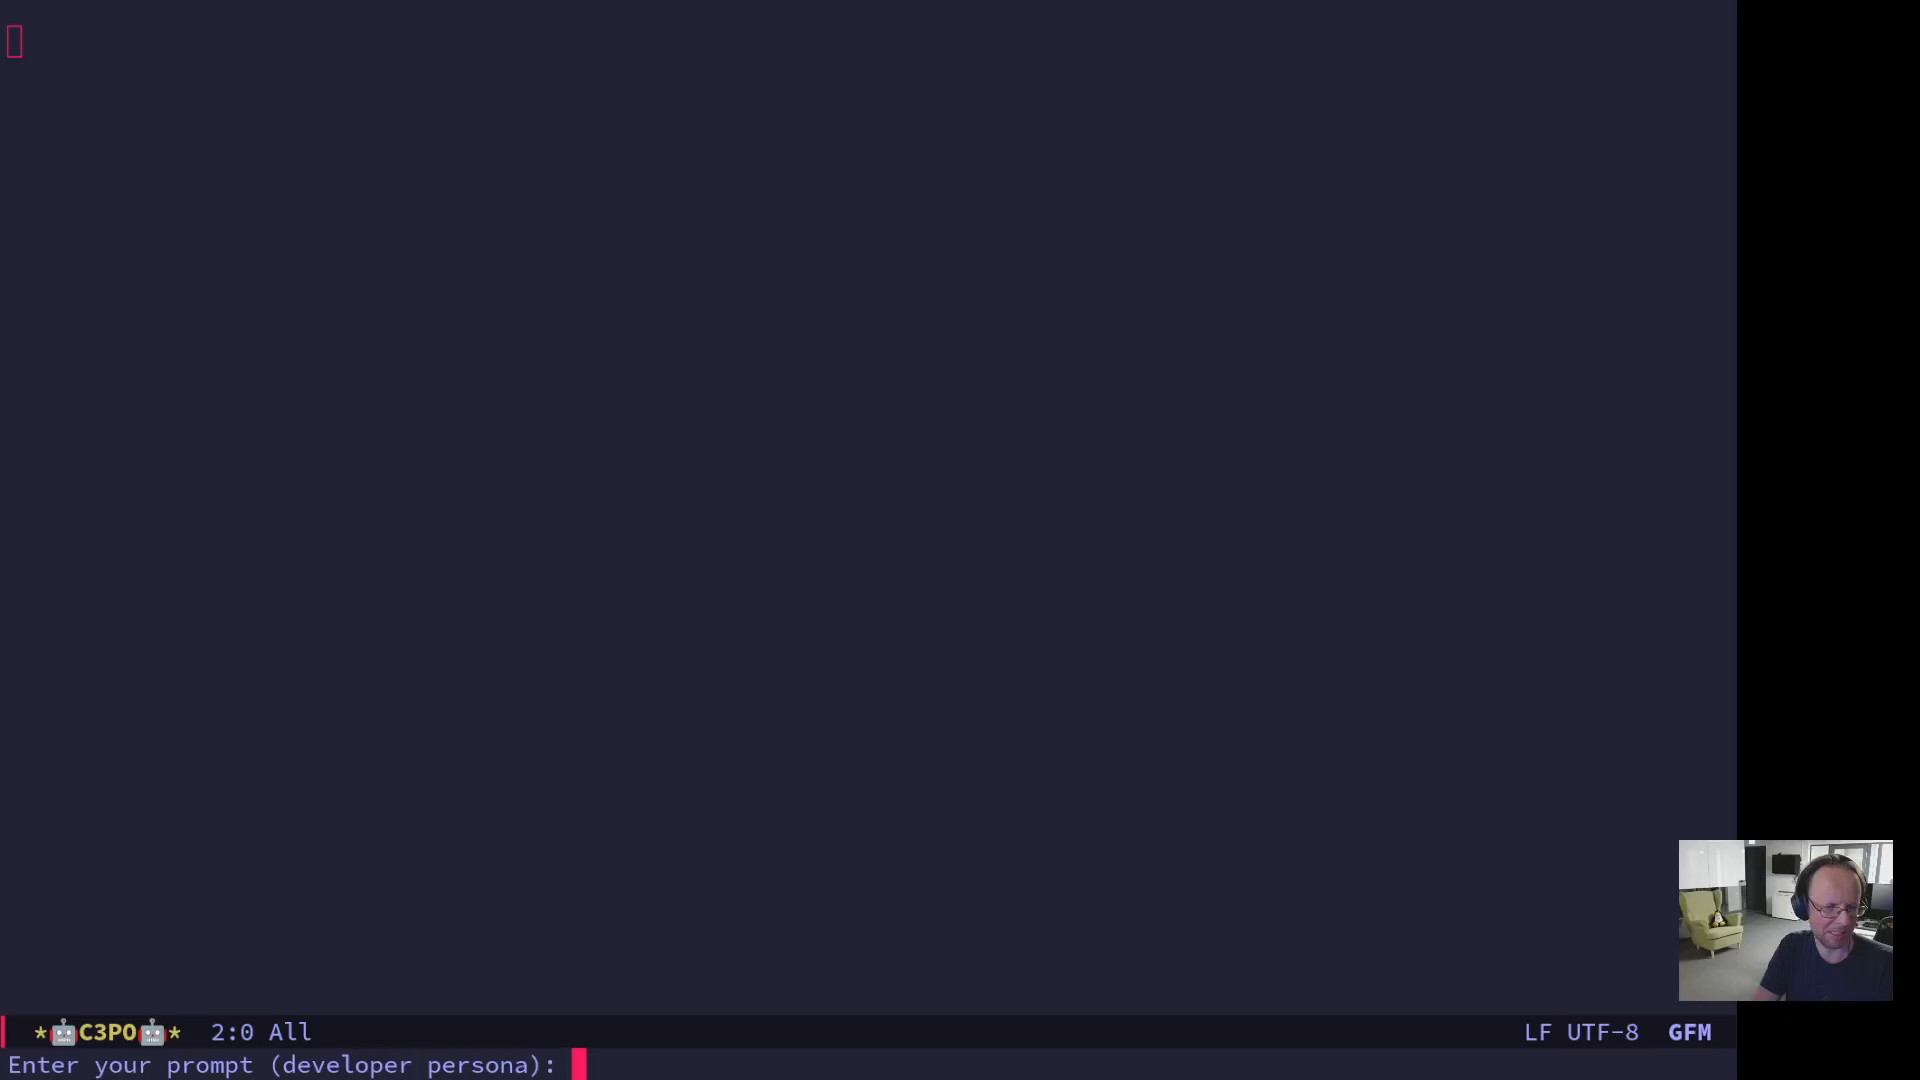 *🤖C3PO🤖* 2:0 All LF UTF-8 GFM
Enter your prompt (developer persona):